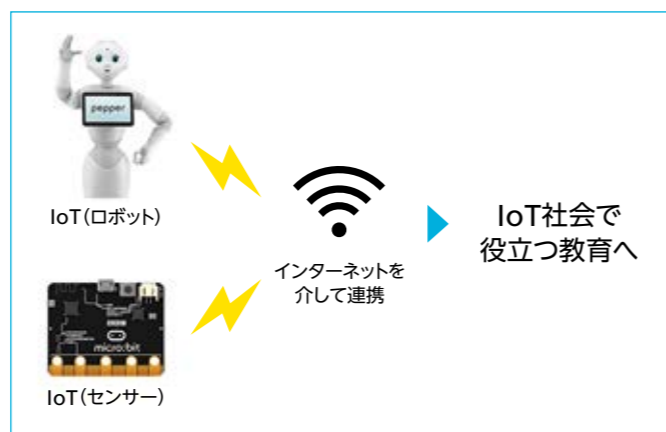 pepper
IoT(ロボット)
micro:bit
IoT(センサー)
インターネットを
介して連携
IoT社会で
役立つ教育へ